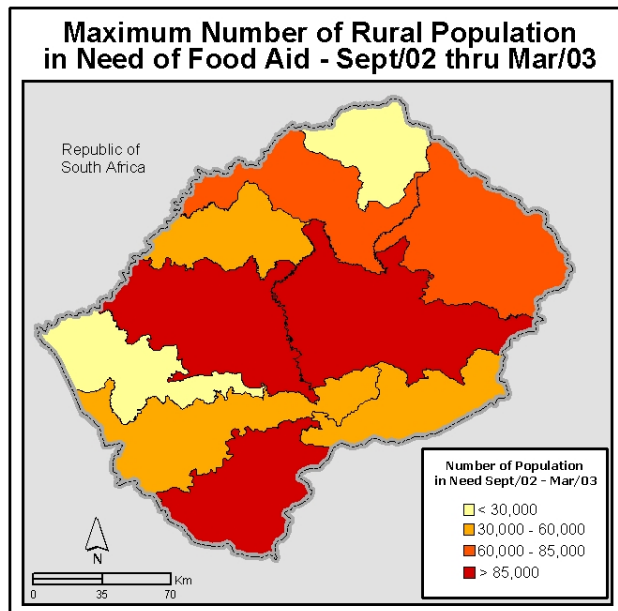 Maximum Number of Rural Population
in Need of Food Aid - Sept/02 thru Mar/03
Republic of
South Africa
Number of Population
in Need Sept/02 - Mar/03
< 30,000
30,000 - 60,000
60,000 - 85,000
> 85,000
N
Km
0 35 70